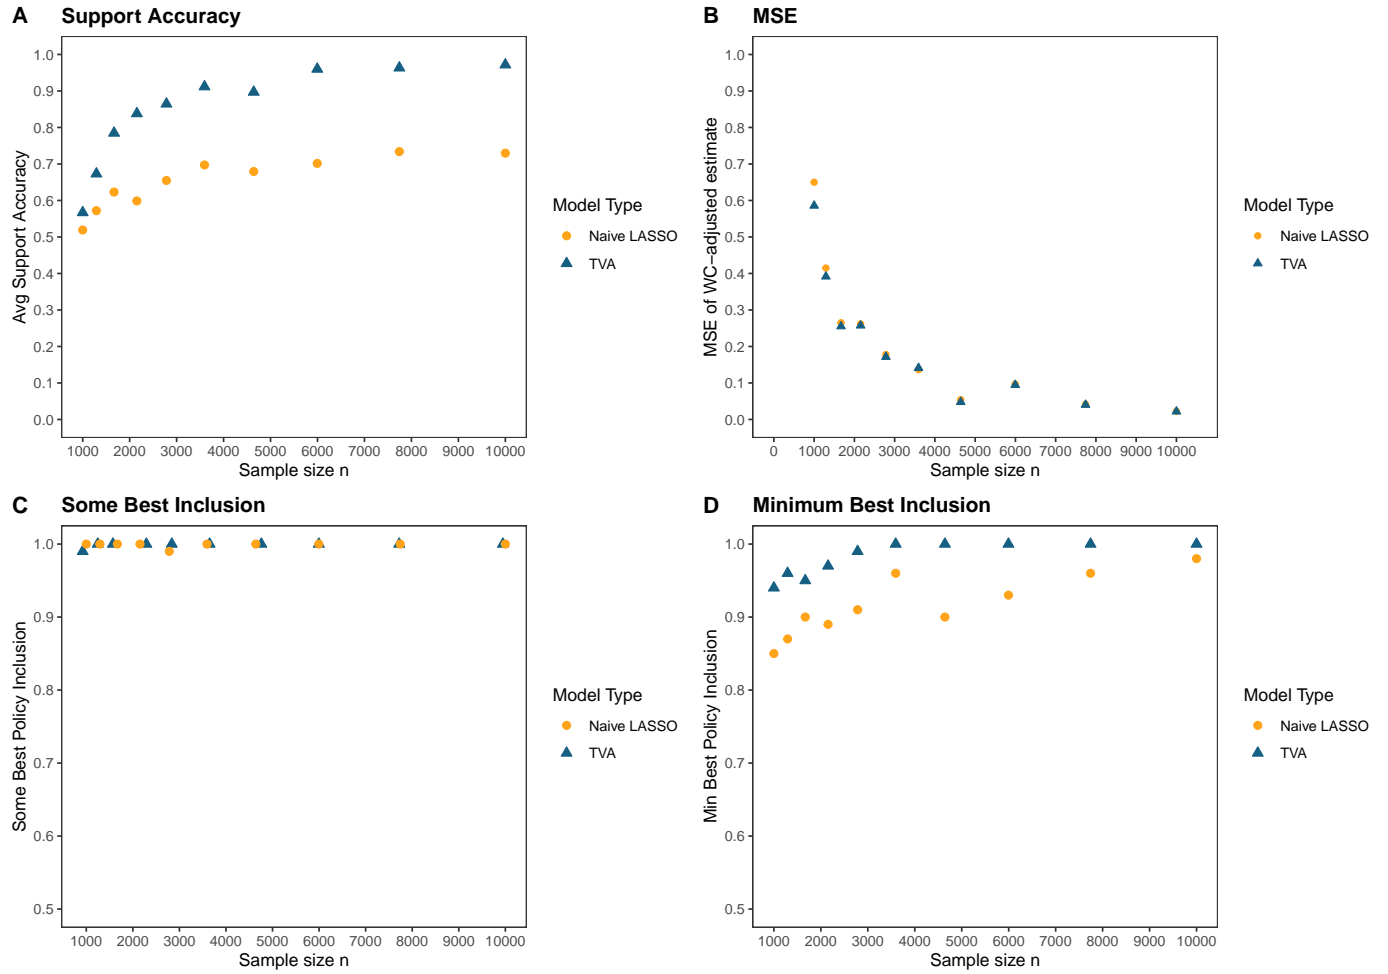 A Support Accuracy
1.0
0.9
0.8
0.7
0.6
0.5
0.4
0.3
0.2
0.1
0.0
Avg Support Accuracy
1000 2000 3000 4000 5000 6000 7000 8000 9000 10000
Sample size n
Model Type
Naive LASSO
TVA
B MSE
1.0
0.9
0.8
0.7
0.6
0.5
0.4
0.3
0.2
0.1
0.0
MSE of WC−adjusted estimate
0 1000 2000 3000 4000 5000 6000 7000 8000 9000 10000
Sample size n
Model Type
Naive LASSO
TVA
C Some Best Inclusion
1.0
0.9
0.8
0.7
0.6
0.5
Some Best Policy Inclusion
1000 2000 3000 4000 5000 6000 7000 8000 9000 10000
Sample size n
Model Type
Naive LASSO
TVA
D Minimum Best Inclusion
1.0
0.9
0.8
0.7
0.6
0.5
Min Best Policy Inclusion
1000 2000 3000 4000 5000 6000 7000 8000 9000 10000
Sample size n
Model Type
Naive LASSO
TVA